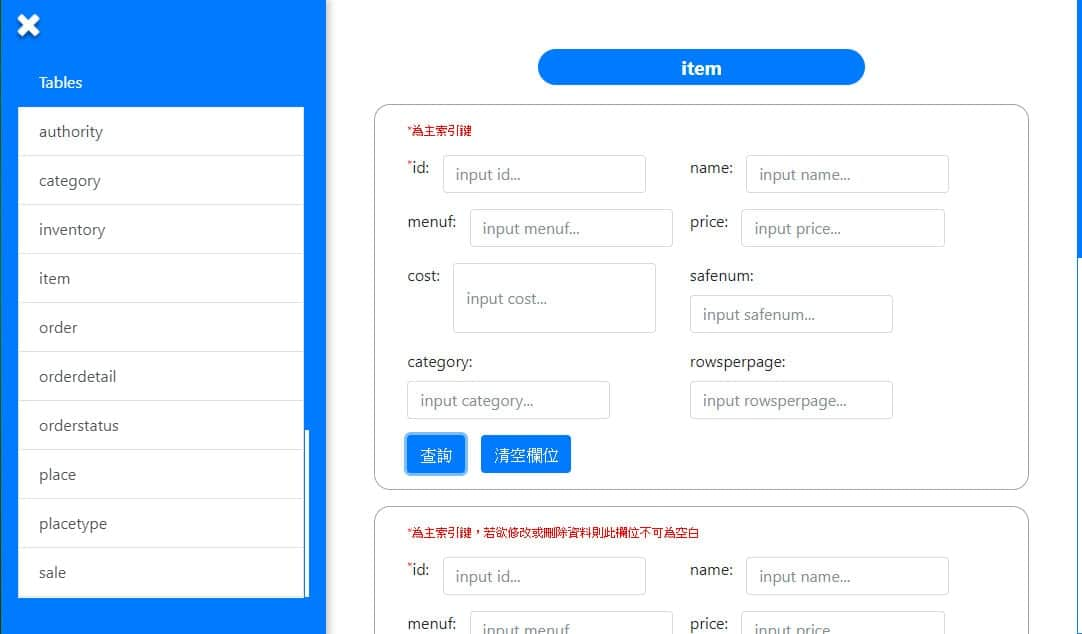 Tables
authority
category
inventory
item
order
orderdetail
orderstatus
place
placetype
sale
item
*為主索引鍵
*id: input id... name: input name...
menuf: input menuf... price: input price...
cost: input cost... safenum:
input safenum...
category: rowsperpage:
input category... input rowsperpage...
查詢 清空欄位
*為主索引鍵，若欲修改或刪除資料則此欄位不可為空白
*id: input id... name: input name...
menuf: input menuf price: input price